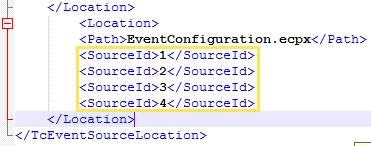 </Location>
<Location>
<Path>EventConfiguration.ecpx</Path>
<SourceId>1</SourceId>
<SourceId>2</SourceId>
<SourceId>3</SourceId>
<SourceId>4</SourceId>
</Location>
</TcEventSourceLocation>